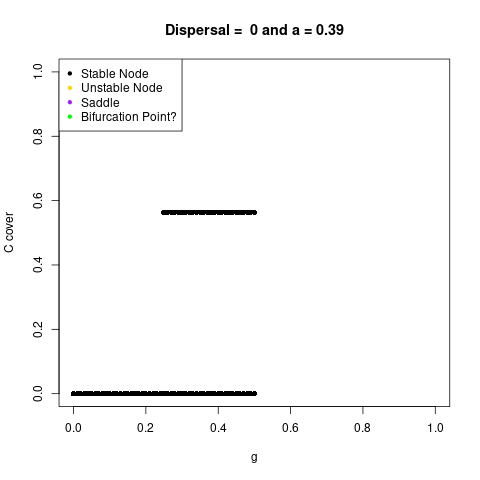 Dispersal =  0 and a = 0.39
Stable Node
Unstable Node
Saddle
Bifurcation Point?
C cover
1.0
0.8
0.6
0.4
0.2
0.0
0.0 0.2 0.4 0.6 0.8 1.0
g